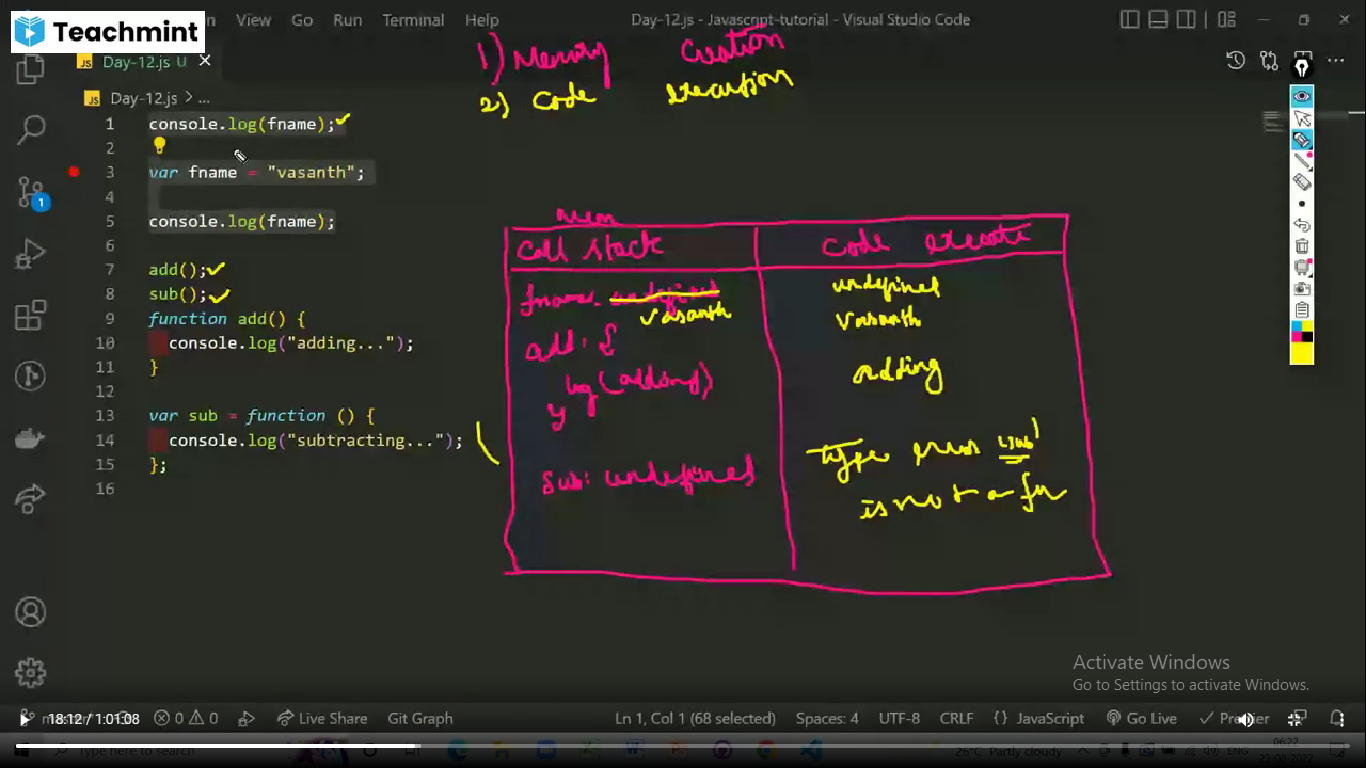 Teachmint
View Go Run Terminal Help
Day-12.js - Javascript-tutorial - Visual Studio Code
Day-12.js U
Day-12.js > ...
1) Memory Creation
2) Code execution
1 console.log(fname);
2
3 var fname = "vasanth";
4
5 console.log(fname);
6
7 add();
8 sub();
9 function add() {
10 console.log("adding...");
11 }
12
13 var sub = function () {
14 console.log("subtracting...");
15 };
16
mem
Call stack
Code execute
fname undefined
vasanth
add: {
log(adding)
}
sub: undefined
undefined
vasanth
adding
Type error
is not a fn
1
Activate Windows
Go to Settings to activate Windows.
18:12 / 1:01:08
0 0
Live Share
Git Graph
Ln 1, Col 1 (68 selected)
Spaces: 4
UTF-8
CRLF
{} JavaScript
Go Live
Type here to search
26°C Partly cloudy
ENG
06:22